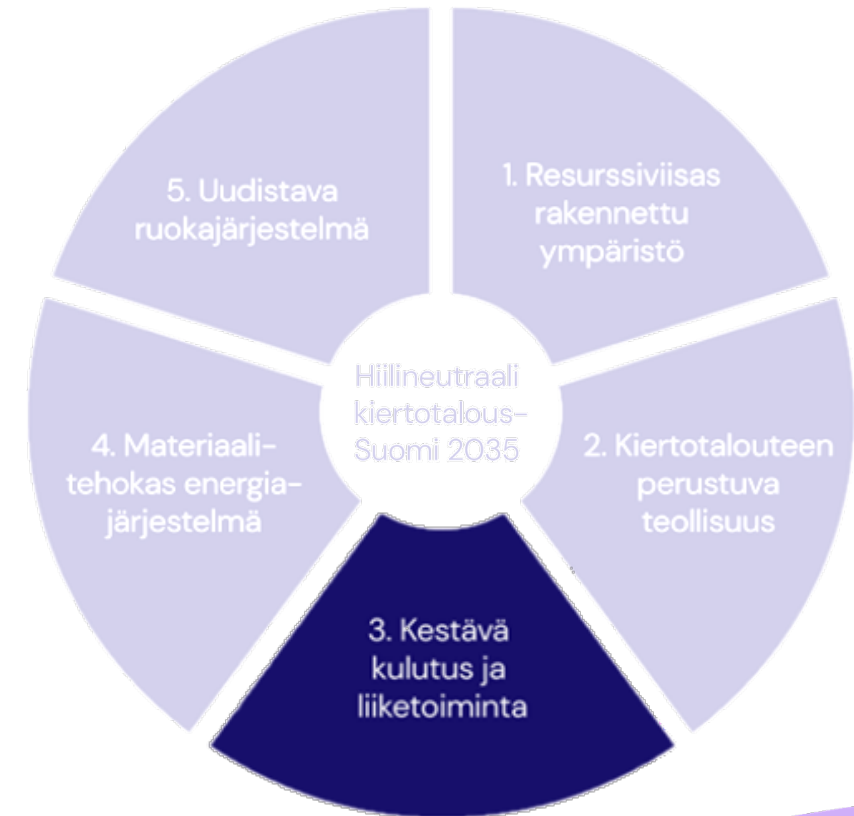 1. Resurssiviisas
rakennettu
ympäristö
2. Kiertotalouteen
perustuva
teollisuus
3. Kestävä
kulutus ja
liiketoiminta
4. Materiaali-
tehokas energia-
järjestelmä
5. Uudistava
ruokajärjestelmä
Hiilineutraali
kiertotalous-
Suomi 2035